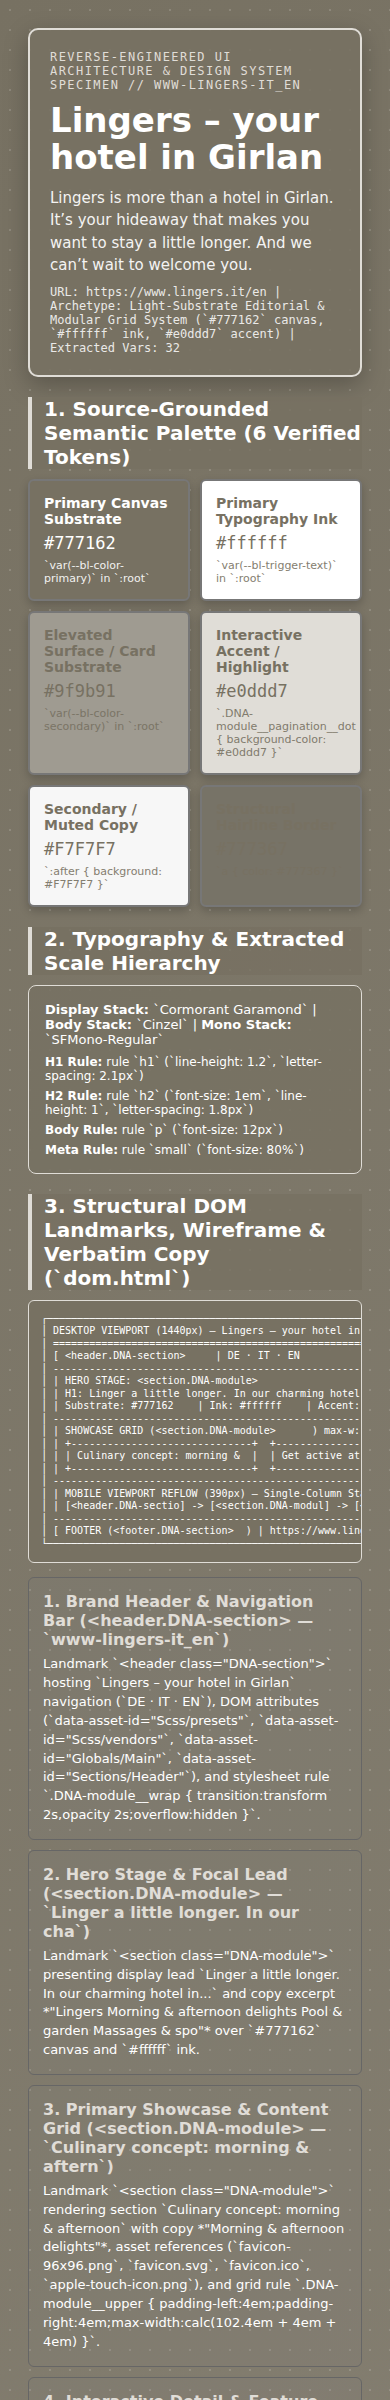 REVERSE-ENGINEERED UI
ARCHITECTURE & DESIGN SYSTEM
SPECIMEN // WWW-LINGERS-IT_EN
Lingers – your
hotel in Girlan
Lingers is more than a hotel in Girlan.
It’s your hideaway that makes you
want to stay a little longer. And we
can’t wait to welcome you.
URL: https://www.lingers.it/en |
Archetype: Light-Substrate Editorial &
Modular Grid System (`#777162` canvas,
`#ffffff` ink, `#e0ddd7` accent) |
Extracted Vars: 32
1. Source-Grounded
Semantic Palette (6 Verified
Tokens)
Primary Canvas
Substrate
#777162
`var(--bl-color-
primary)` in `:root`
Primary
Typography Ink
#ffffff
`var(--bl-trigger-text)`
in `:root`
Elevated
Surface / Card
Substrate
#9f9b91
`var(--bl-color-
secondary)` in `:root`
Interactive
Accent /
Highlight
#e0ddd7
`.DNA-
module__pagination__dot
{ background-color:
#e0ddd7 }`
Secondary /
Muted Copy
#F7F7F7
`:after { background:
#F7F7F7 }`
2. Typography & Extracted
Scale Hierarchy
Display Stack: `Cormorant Garamond` |
Body Stack: `Cinzel` | Mono Stack:
`SFMono-Regular`
H1 Rule: rule `h1` (`line-height: 1.2`, `letter-
spacing: 2.1px`)
H2 Rule: rule `h2` (`font-size: 1em`, `line-
height: 1`, `letter-spacing: 1.8px`)
Body Rule: rule `p` (`font-size: 12px`)
Meta Rule: rule `small` (`font-size: 80%`)
3. Structural DOM
Landmarks, Wireframe &
Verbatim Copy
(`dom.html`)
DESKTOP VIEWPORT (1440px) — Lingers – your hotel in
[ <header.DNA-section> | DE · IT · EN
| HERO STAGE: <section.DNA-module>
| H1: Linger a little longer. In our charming hotel
| Substrate: #777162 | Ink: #ffffff | Accent:
| SHOWCASE GRID (<section.DNA-module> ) max-w:
| | Culinary concept: morning & | | Get active at
| MOBILE VIEWPORT REFLOW (390px) — Single-Column St
| [<header.DNA-sectio] -> [<section.DNA-modul] -> [
[ FOOTER (<footer.DNA-section> ) | https://www.lin
1. Brand Header & Navigation
Bar (<header.DNA-section> —
`www-lingers-it_en`)
Landmark `<header class="DNA-section">`
hosting `Lingers – your hotel in Girlan`
navigation (`DE · IT · EN`), DOM attributes
(`data-asset-id="Scss/presets"`, `data-asset-
id="Scss/vendors"`, `data-asset-
id="Globals/Main"`, `data-asset-
id="Sections/Header"`), and stylesheet rule
`.DNA-module__wrap { transition:transform
2s,opacity 2s;overflow:hidden }`.
2. Hero Stage & Focal Lead
(<section.DNA-module> —
`Linger a little longer. In our
cha`)
Landmark `<section class="DNA-module">`
presenting display lead `Linger a little longer.
In our charming hotel in...` and copy excerpt
*"Lingers Morning & afternoon delights Pool &
garden Massages & spo"* over `#777162`
canvas and `#ffffff` ink.
3. Primary Showcase & Content
Grid (<section.DNA-module> —
`Culinary concept: morning &
aftern`)
Landmark `<section class="DNA-module">`
rendering section `Culinary concept: morning
& afternoon` with copy *"Morning & afternoon
delights"*, asset references (`favicon-
96x96.png`, `favicon.svg`, `favicon.ico`,
`apple-touch-icon.png`), and grid rule `.DNA-
module__upper { padding-left:4em;padding-
right:4em;max-width:calc(102.4em + 4em +
4em) }`.
4. Interactive Detail & Feature